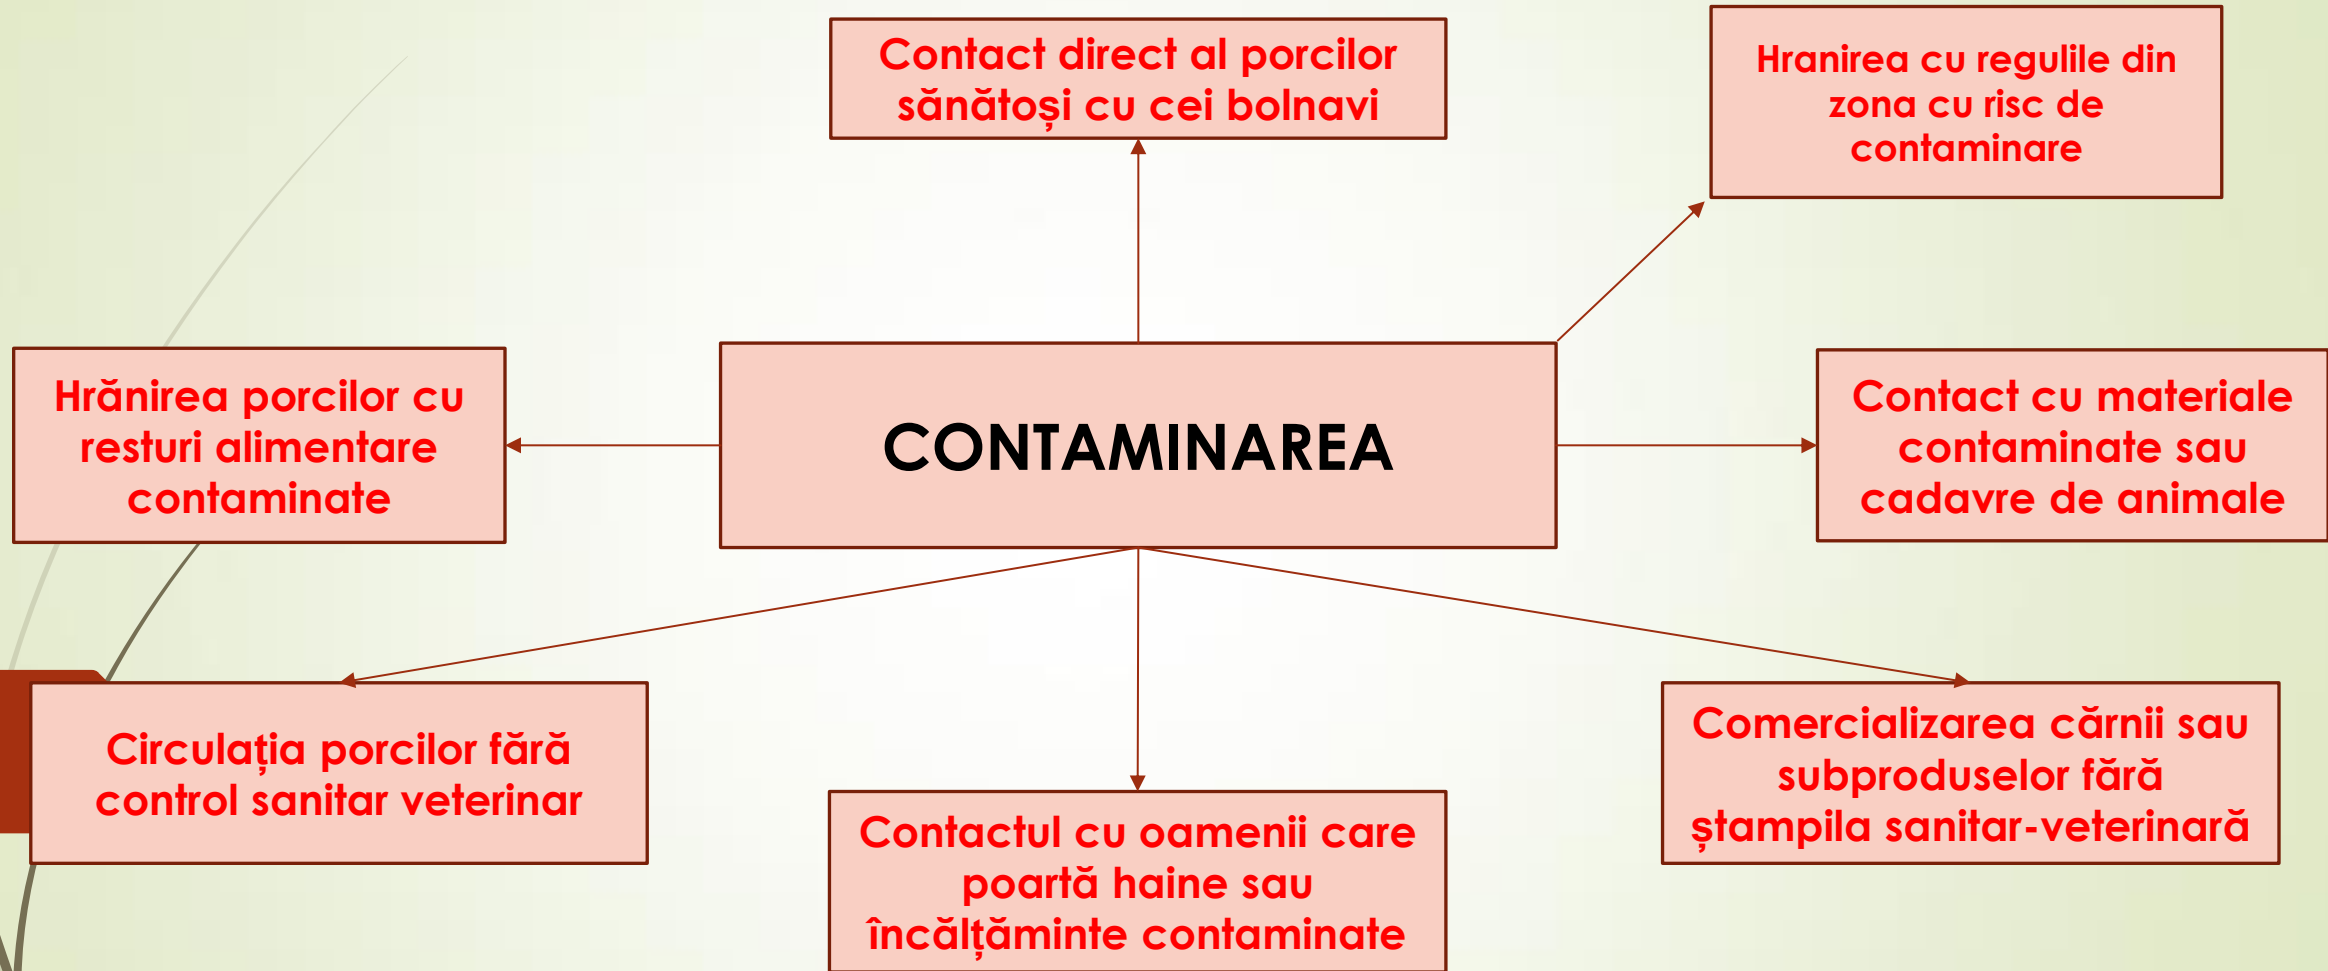 Contact direct al porcilor
sănătoși cu cei bolnavi
Hranirea cu regulile din
zona cu risc de
contaminare
Hrănirea porcilor cu
resturi alimentare
contaminate
CONTAMINAREA
Contact cu materiale
contaminate sau
cadavre de animale
Circulația porcilor fără
control sanitar veterinar
Contactul cu oamenii care
poartă haine sau
încălțăminte contaminate
Comercializarea cărnii sau
subproduselor fără
ștampila sanitar-veterinară